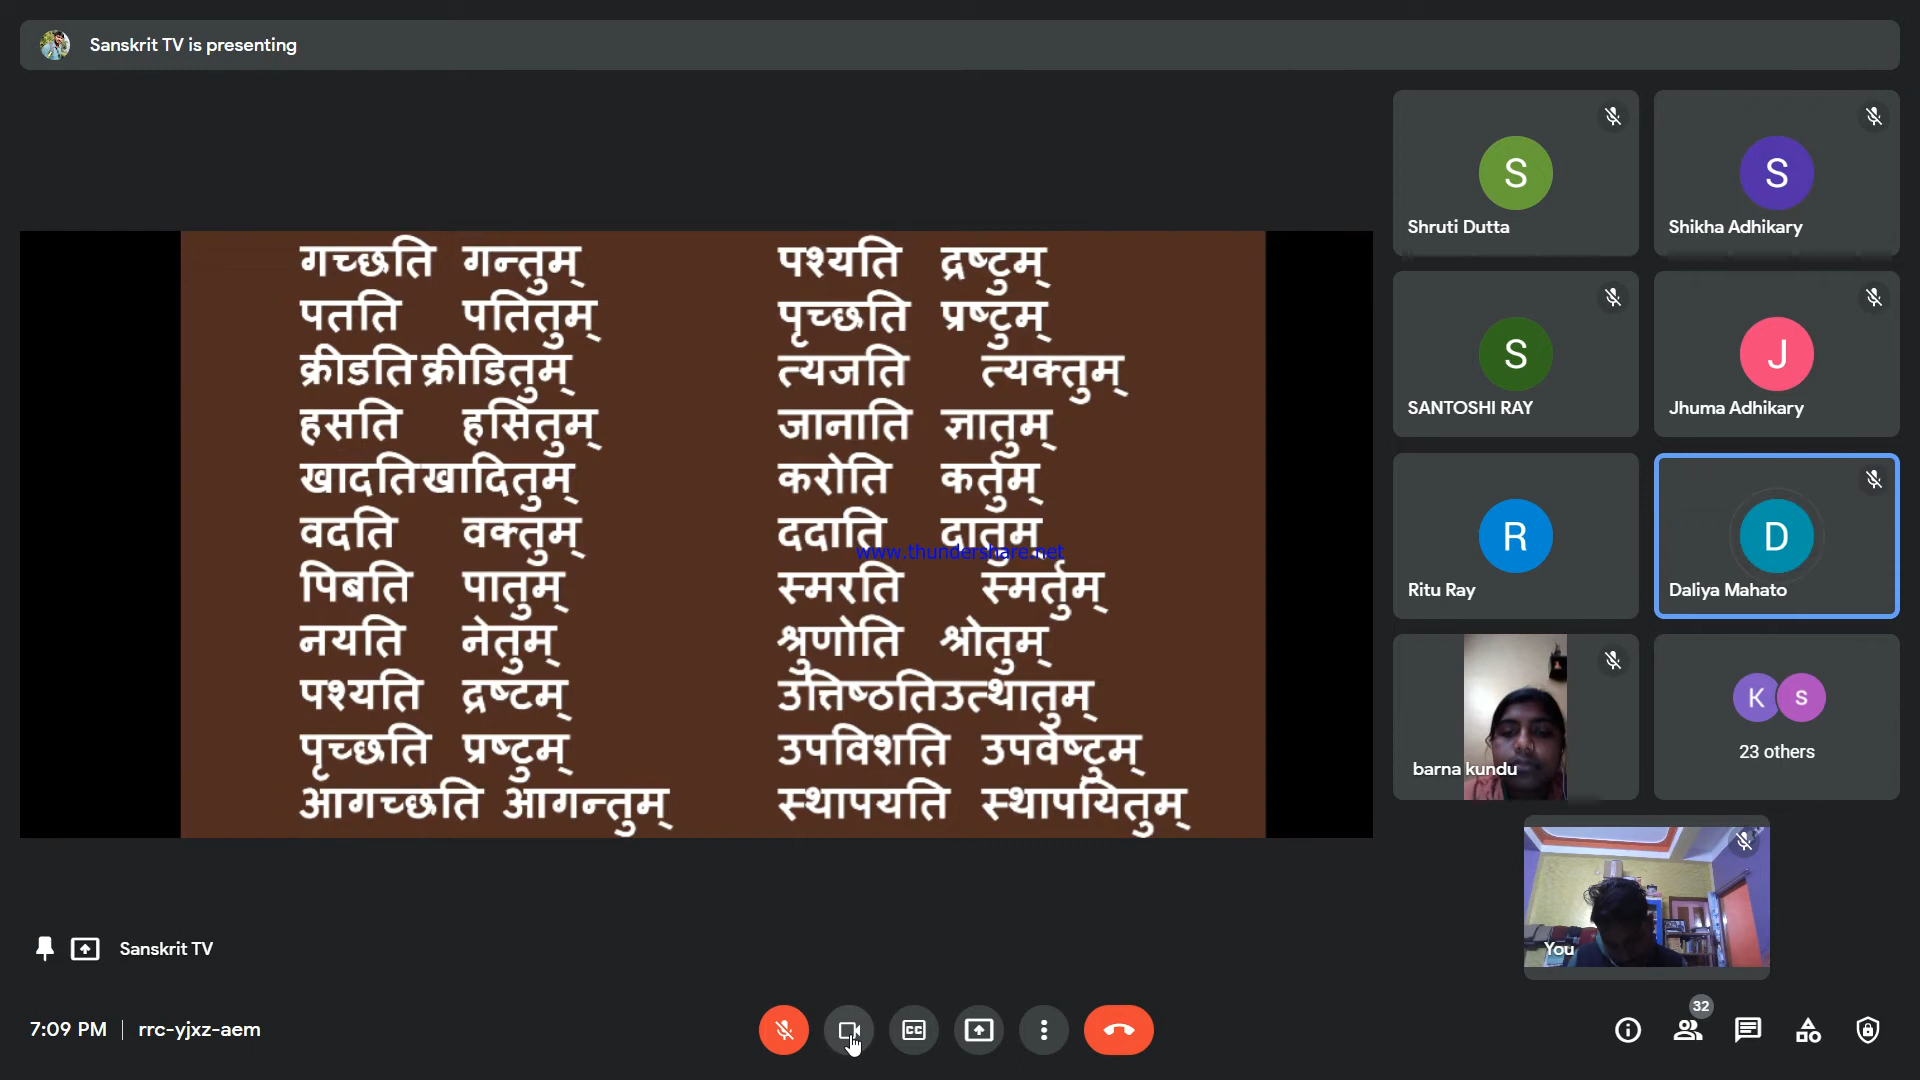 Sanskrit TV is presenting
गच्छति गन्तुम्
पतति पतितुम्
क्रीडति क्रीडितुम्
हसति हसितुम्
खादति खादितुम्
वदति वक्तुम्
पिबति पातुम्
नयति नेतुम्
पश्यति द्रष्टम्
पृच्छति प्रष्टुम्
आगच्छति आगन्तुम्
पश्यति द्रष्टुम्
पृच्छति प्रष्टुम्
त्यजति त्यक्तुम्
जानाति ज्ञातुम्
करोति कर्तुम्
ददाति दातुम्
स्मरति स्मर्तुम्
श्रुणोति श्रोतुम्
उत्तिष्ठति उत्थातुम्
उपविशति उपवेष्टुम्
स्थापयति स्थापयितुम्
www.thundershare.net
S
Shruti Dutta
S
Shikha Adhikary
S
SANTOSHI RAY
J
Jhuma Adhikary
R
Ritu Ray
D
Daliya Mahato
barna kundu
K S
23 others
You
Sanskrit TV
7:09 PM | rrc-yjxz-aem
CC
32